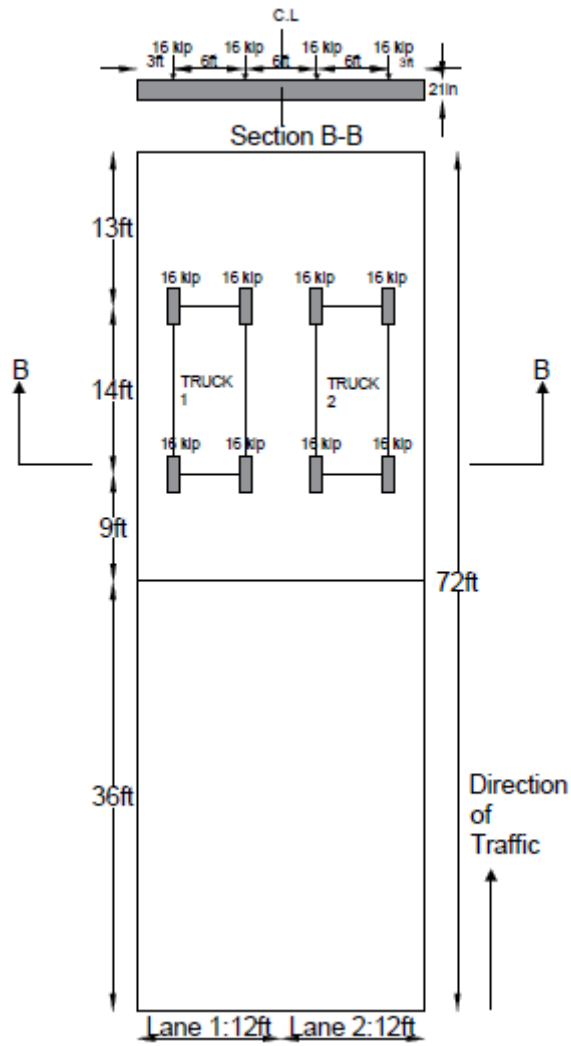 C.L
16 kip 16 kip 16 kip 16 kip
3ft 6ft 6ft 6ft 3ft
21in
Section B-B
13ft
16 kip 16 kip 16 kip 16 kip
B B
14ft
TRUCK
1
TRUCK
2
16 kip 16 kip 16 kip 16 kip
9ft
72ft
36ft
Direction
of
Traffic
Lane 1:12ft Lane 2:12ft